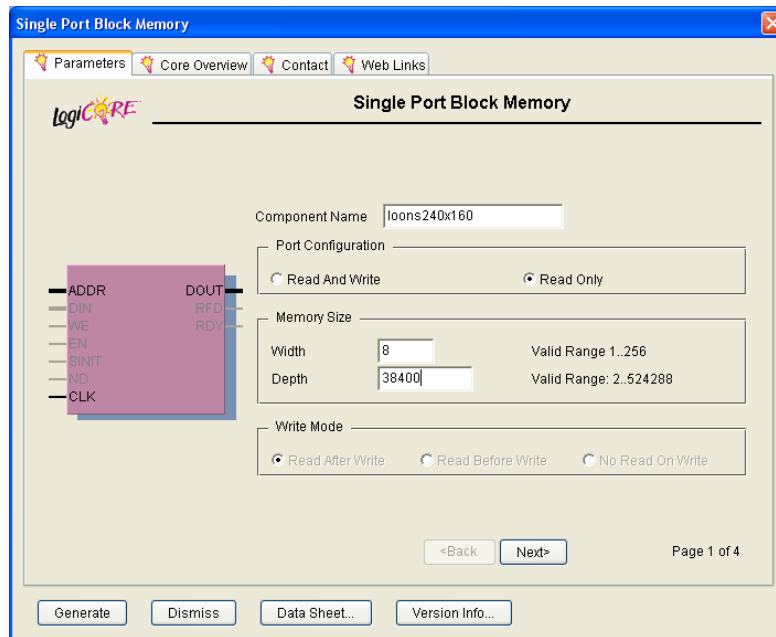 Single Port Block Memory
Parameters Core Overview Contact Web Links
logiCORE Single Port Block Memory
Component Name loons240x160
Port Configuration
Read And Write Read Only
ADDR DOUT
DIN RFD
WE RDY
EN
SINIT
ND
CLK
Memory Size
Width 8 Valid Range 1..256
Depth 38400 Valid Range: 2..524288
Write Mode
Read After Write Read Before Write No Read On Write
<Back Next> Page 1 of 4
Generate Dismiss Data Sheet... Version Info...